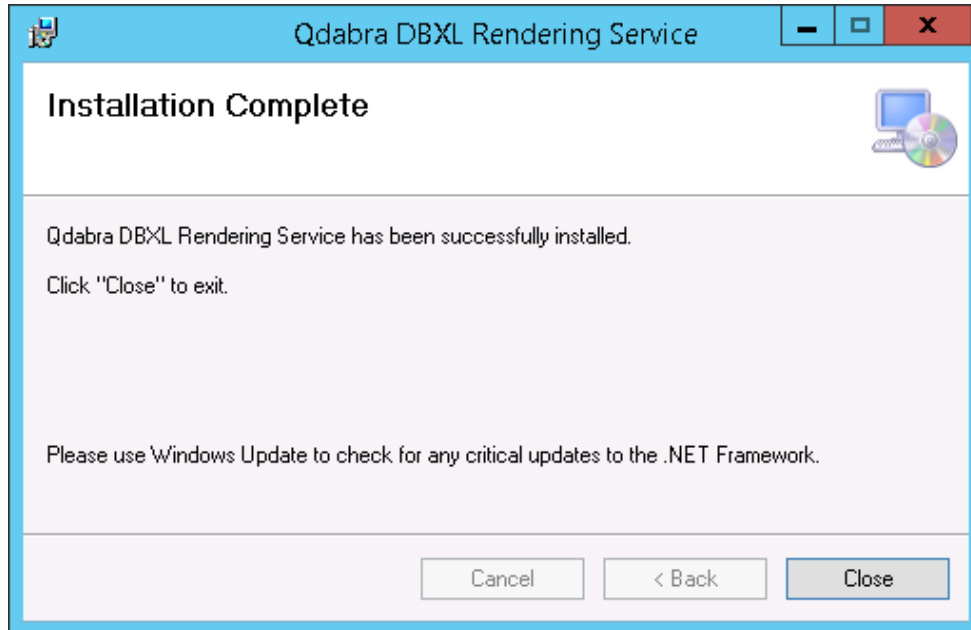 Qdabra DBXL Rendering Service
Installation Complete
Qdabra DBXL Rendering Service has been successfully installed.
Click "Close" to exit.
Please use Windows Update to check for any critical updates to the .NET Framework.
Cancel
< Back
Close